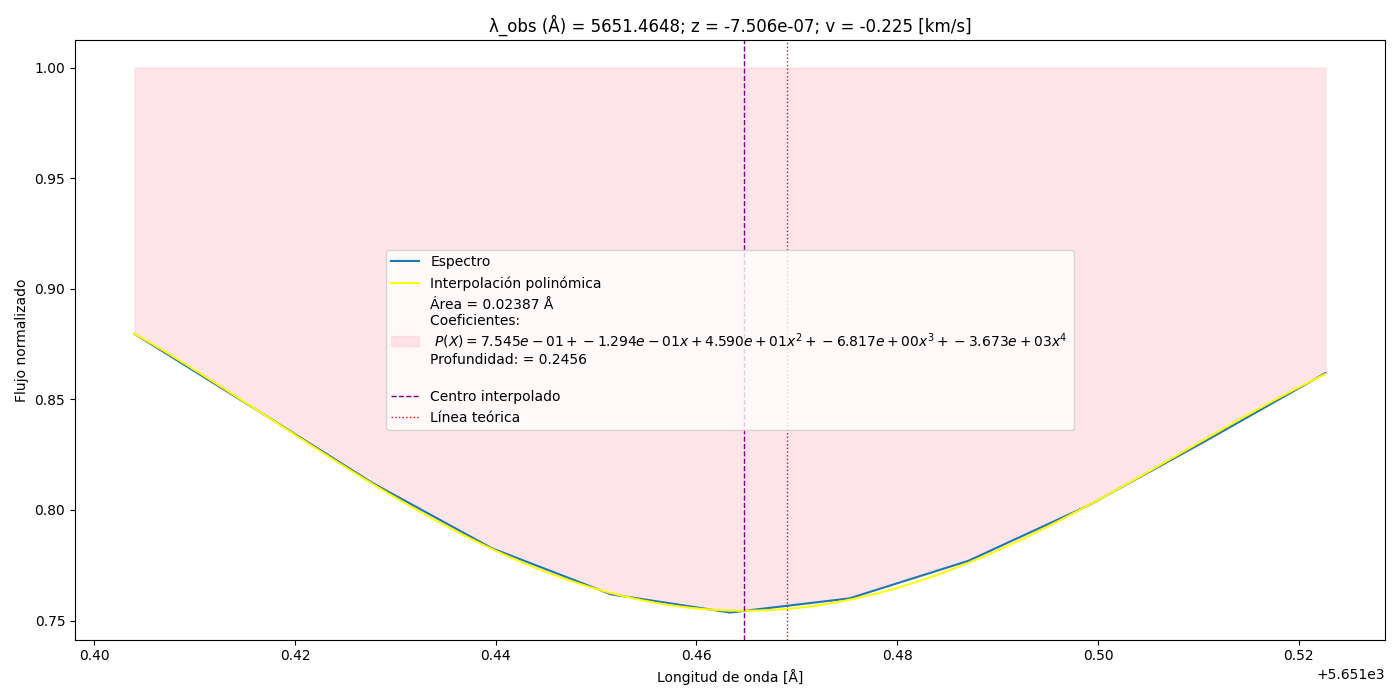 λ_obs (Å) = 5651.4648; z = -7.506e-07; v = -0.225 [km/s]
Flujo normalizado
1.00
0.95
0.90
0.85
0.80
0.75
Espectro
Interpolación polinómica
Área = 0.02387 Å
Coeficientes:
P(X) = 7.545e − 01 + − 1.294e − 01x + 4.590e + 01x² + − 6.817e + 00x³ + − 3.673e + 03x⁴
Profundidad: = 0.2456
Centro interpolado
Línea teórica
0.40
0.42
0.44
0.46
0.48
0.50
0.52
+5.651e3
Longitud de onda [Å]